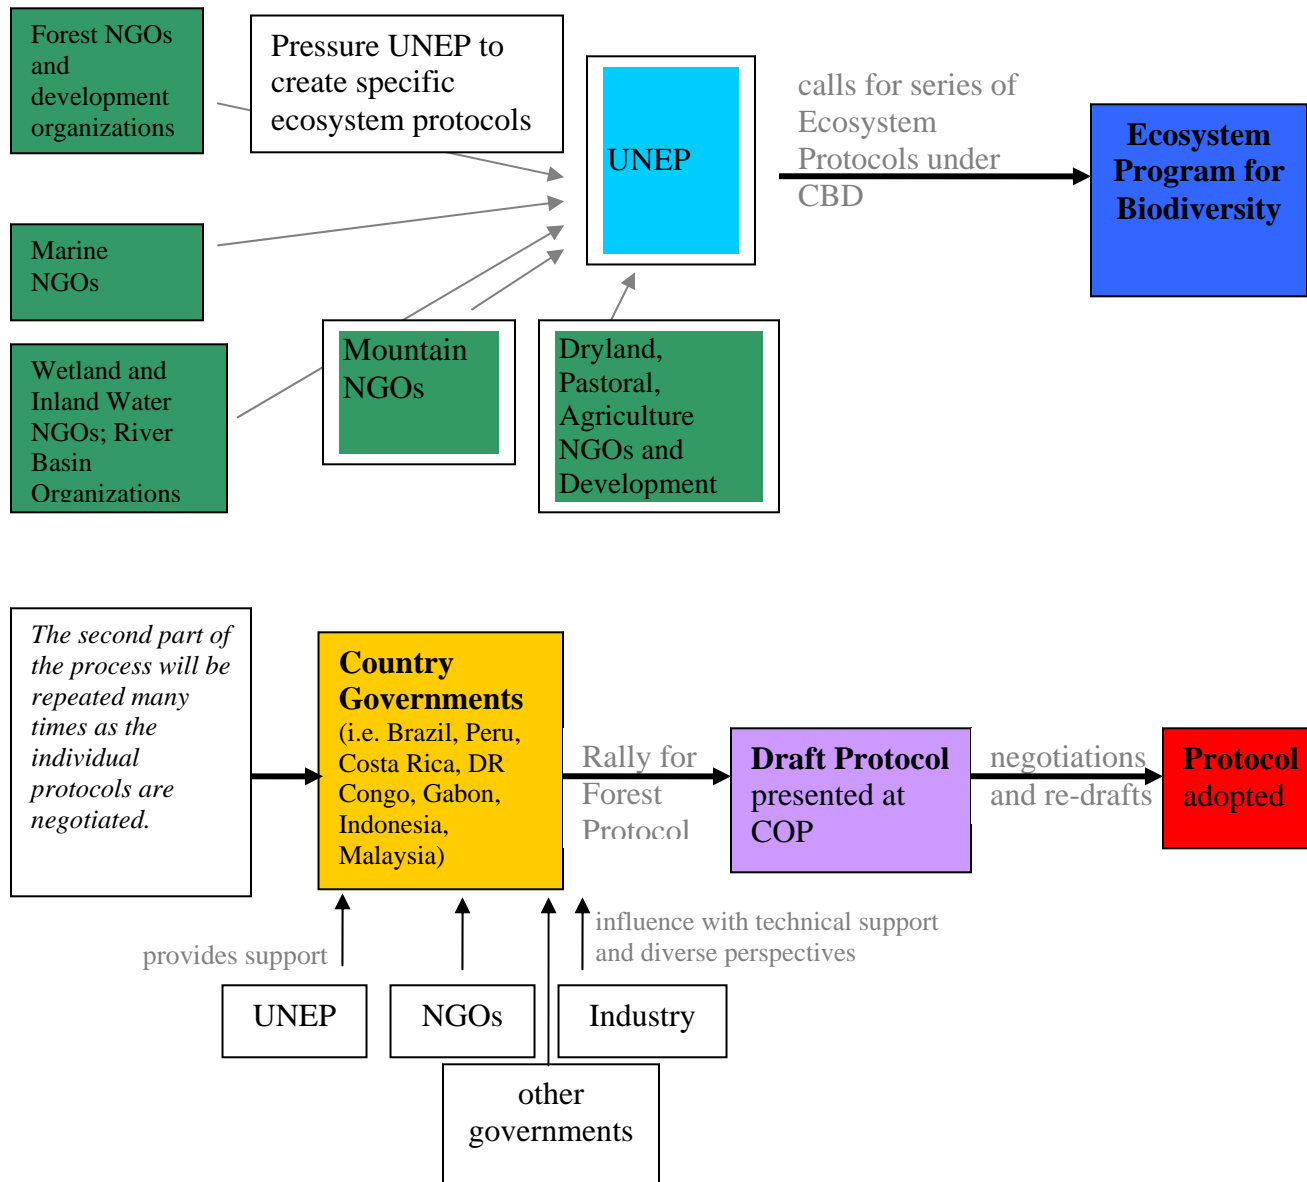 Forest NGOs
and
development
organizations
Pressure UNEP to
create specific
ecosystem protocols
UNEP
calls for series of
Ecosystem
Protocols under
CBD
Ecosystem
Program for
Biodiversity
Marine
NGOs
Wetland and
Inland Water
NGOs; River
Basin
Organizations
Mountain
NGOs
Dryland,
Pastoral,
Agriculture
NGOs and
Development
The second part of
the process will be
repeated many
times as the
individual
protocols are
negotiated.
Country
Governments
(i.e. Brazil, Peru,
Costa Rica, DR
Congo, Gabon,
Indonesia,
Malaysia)
Rally for
Forest
Protocol
Draft Protocol
presented at
COP
negotiations
and re-drafts
Protocol
adopted
provides support
influence with technical support
and diverse perspectives
UNEP
NGOs
Industry
other
governments